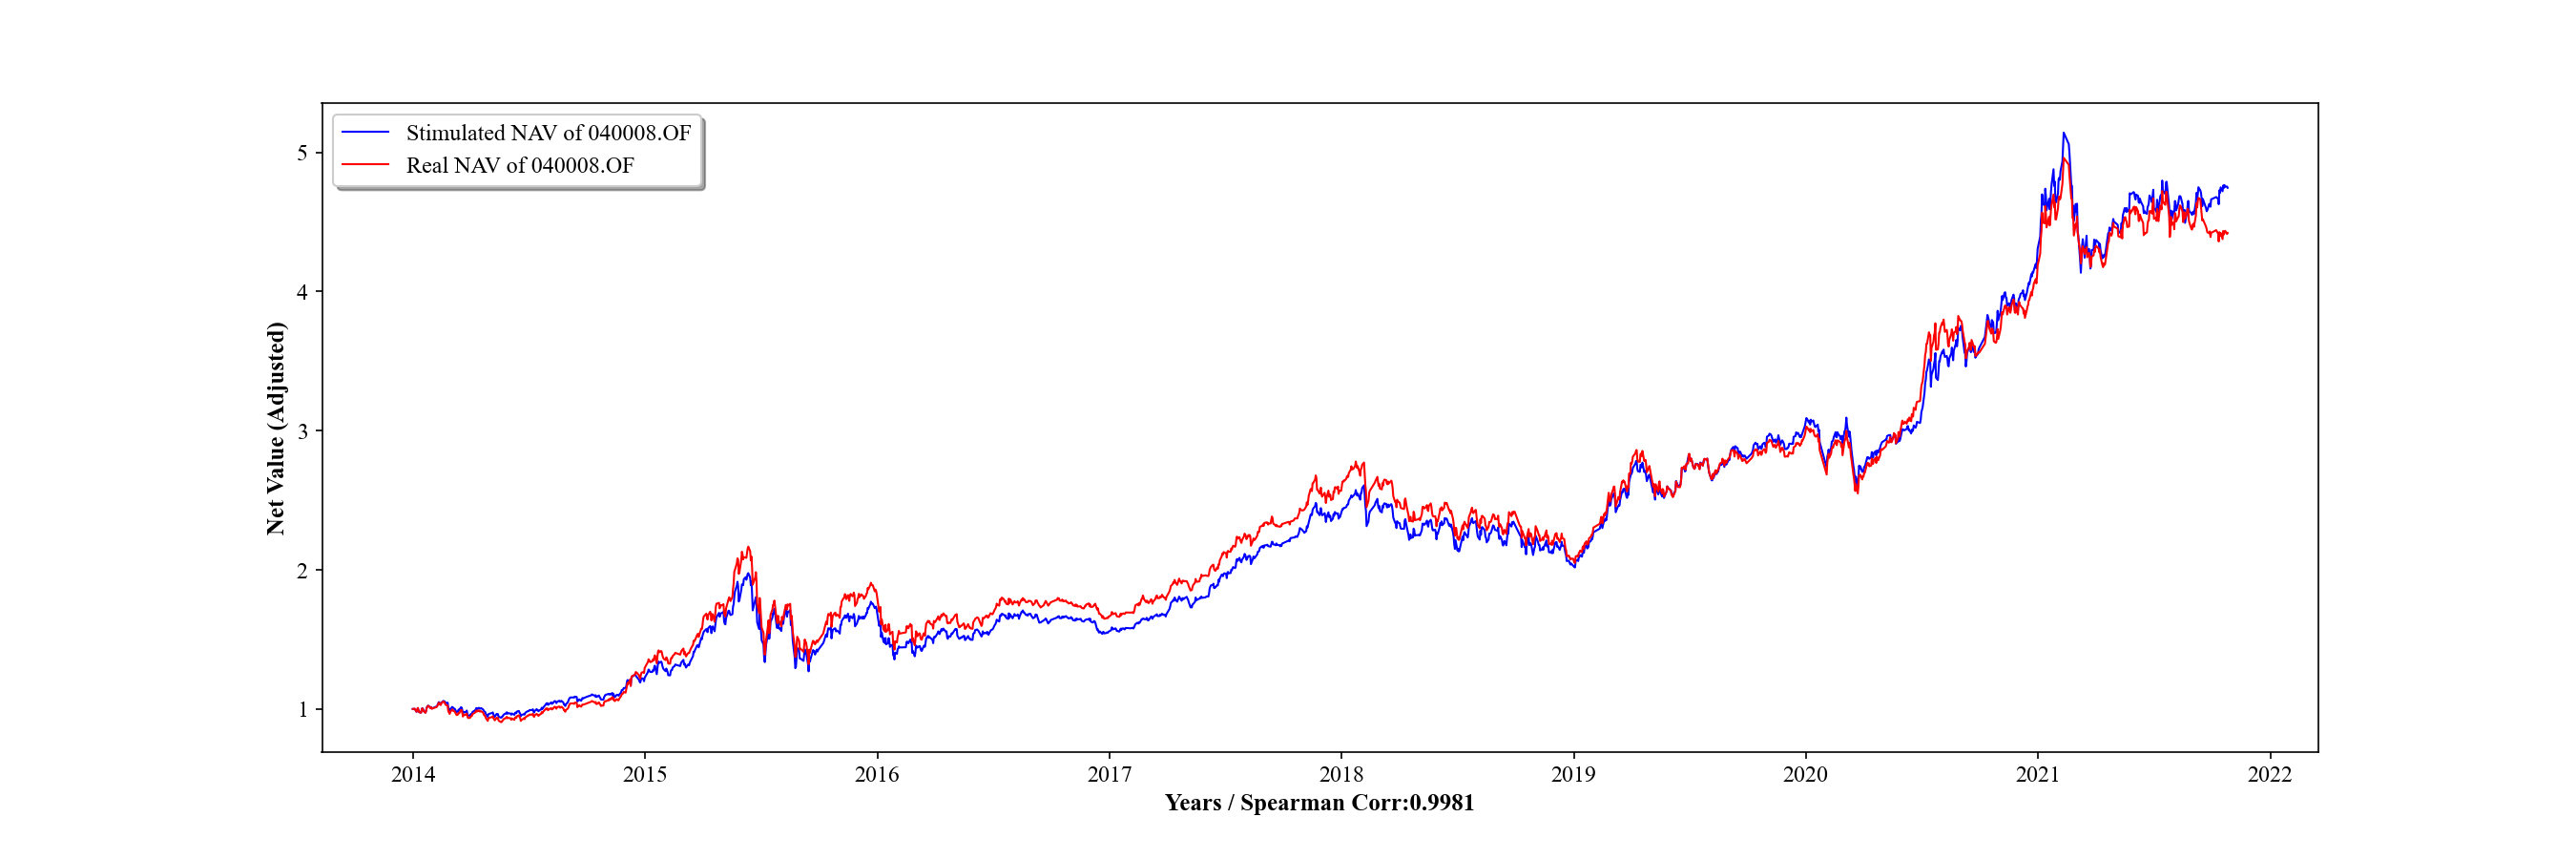 Stimulated NAV of 040008.OF
Real NAV of 040008.OF
Net Value (Adjusted)
5
4
3
2
1
2014 2015 2016 2017 2018 2019 2020 2021 2022
Years / Spearman Corr:0.9981